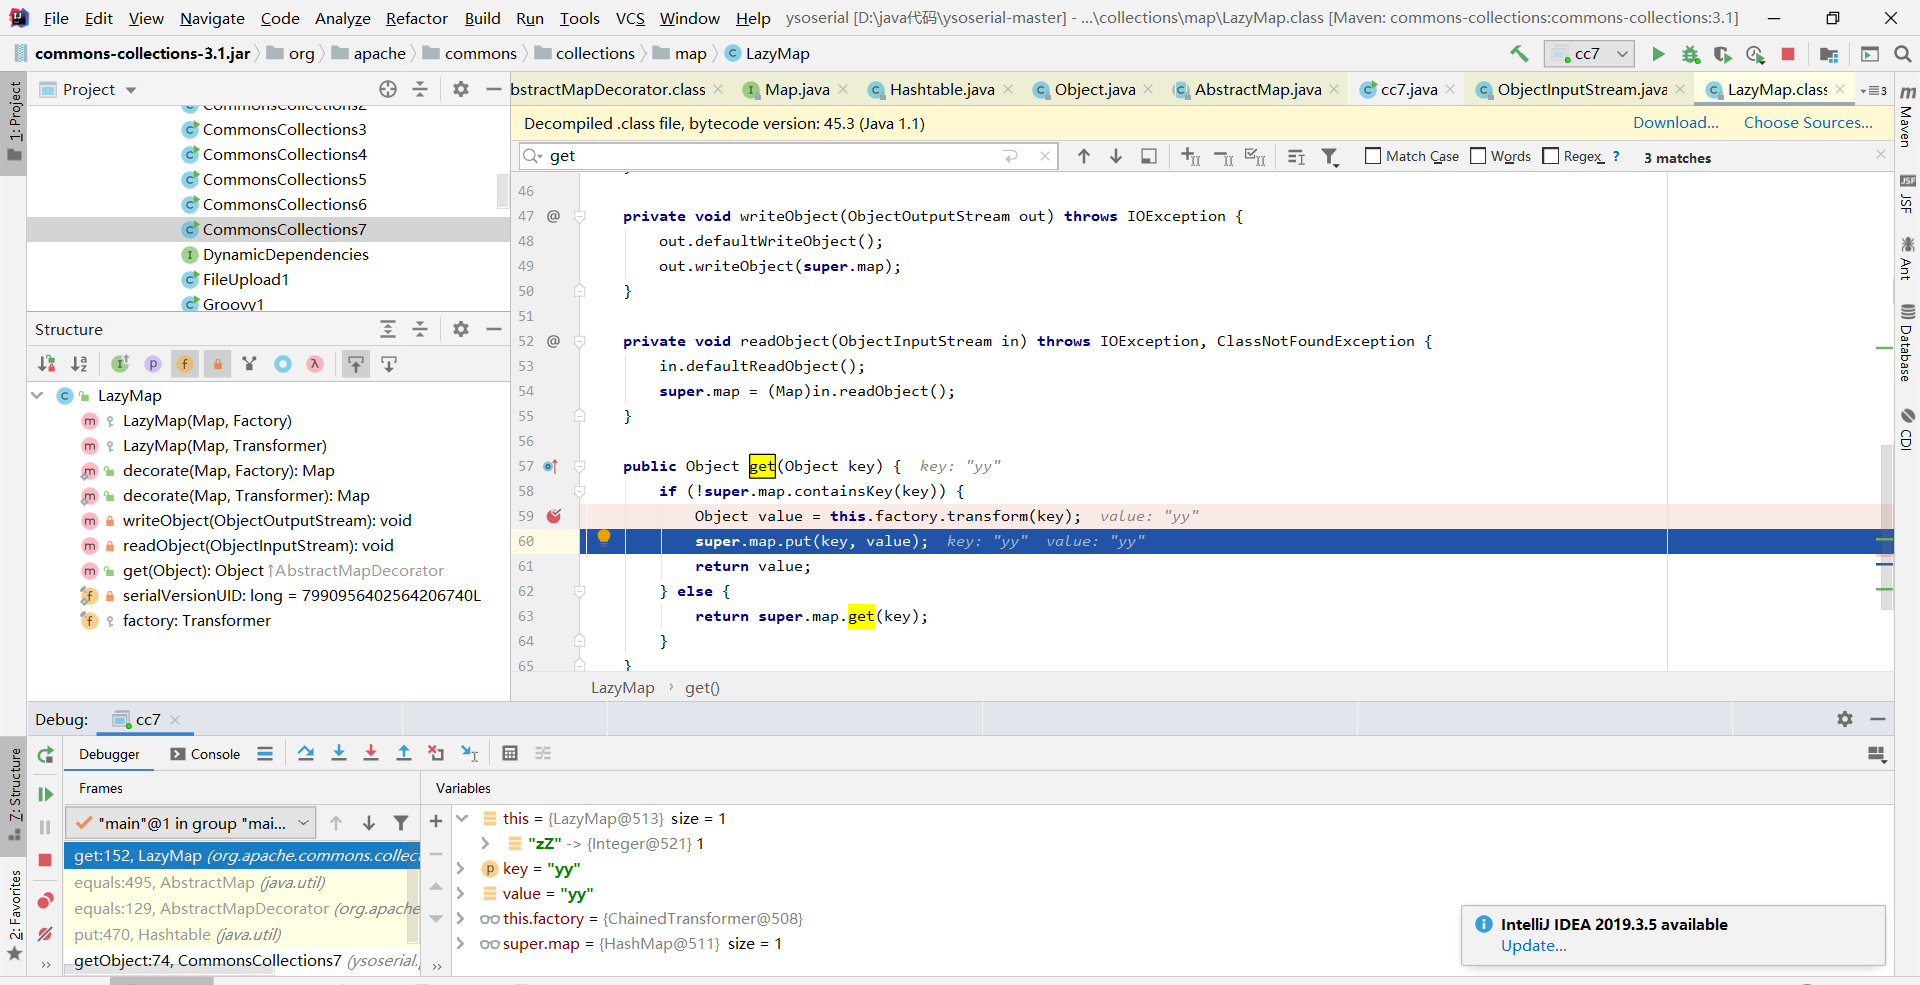 File Edit View Navigate Code Analyze Refactor Build Run Tools VCS Window Help ysoserial [D:\java代码\ysoserial-master] - ...\collections\map\LazyMap.class [Maven: commons-collections:commons-collections:3.1]
commons-collections-3.1.jar org apache commons collections map LazyMap
cc7
Project
bstractMapDecorator.class Map.java Hashtable.java Object.java AbstractMap.java cc7.java ObjectInputStream.java LazyMap.class 3
1: Project
CommonsCollections2
CommonsCollections3
CommonsCollections4
CommonsCollections5
CommonsCollections6
CommonsCollections7
DynamicDependencies
FileUpload1
Groovy1
Decompiled .class file, bytecode version: 45.3 (Java 1.1) Download... Choose Sources...
get Match Case Words Regex ? 3 matches
Structure
LazyMap
LazyMap(Map, Factory)
LazyMap(Map, Transformer)
decorate(Map, Factory): Map
decorate(Map, Transformer): Map
writeObject(ObjectOutputStream): void
readObject(ObjectInputStream): void
get(Object): Object ↑AbstractMapDecorator
serialVersionUID: long = 7990956402564206740L
factory: Transformer
46
47 @ private void writeObject(ObjectOutputStream out) throws IOException {
48 out.defaultWriteObject();
49 out.writeObject(super.map);
50 }
51
52 @ private void readObject(ObjectInputStream in) throws IOException, ClassNotFoundException {
53 in.defaultReadObject();
54 super.map = (Map)in.readObject();
55 }
56
57 public Object get(Object key) { key: "yy"
58 if (!super.map.containsKey(key)) {
59 Object value = this.factory.transform(key); value: "yy"
60 super.map.put(key, value); key: "yy" value: "yy"
61 return value;
62 } else {
63 return super.map.get(key);
64 }
65 }
LazyMap › get()
Maven
JSF
Ant
Database
CDI
Debug: cc7
7: Structure
2: Favorites
Debugger Console
Frames
"main"@1 in group "mai...
get:152, LazyMap (org.apache.commons.collect
equals:495, AbstractMap (java.util)
equals:129, AbstractMapDecorator (org.apache
put:470, Hashtable (java.util)
getObject:74, CommonsCollections7 (ysoserial.
Variables
this = {LazyMap@513} size = 1
"zZ" -> {Integer@521} 1
key = "yy"
value = "yy"
this.factory = {ChainedTransformer@508}
super.map = {HashMap@511} size = 1
IntelliJ IDEA 2019.3.5 available
Update...